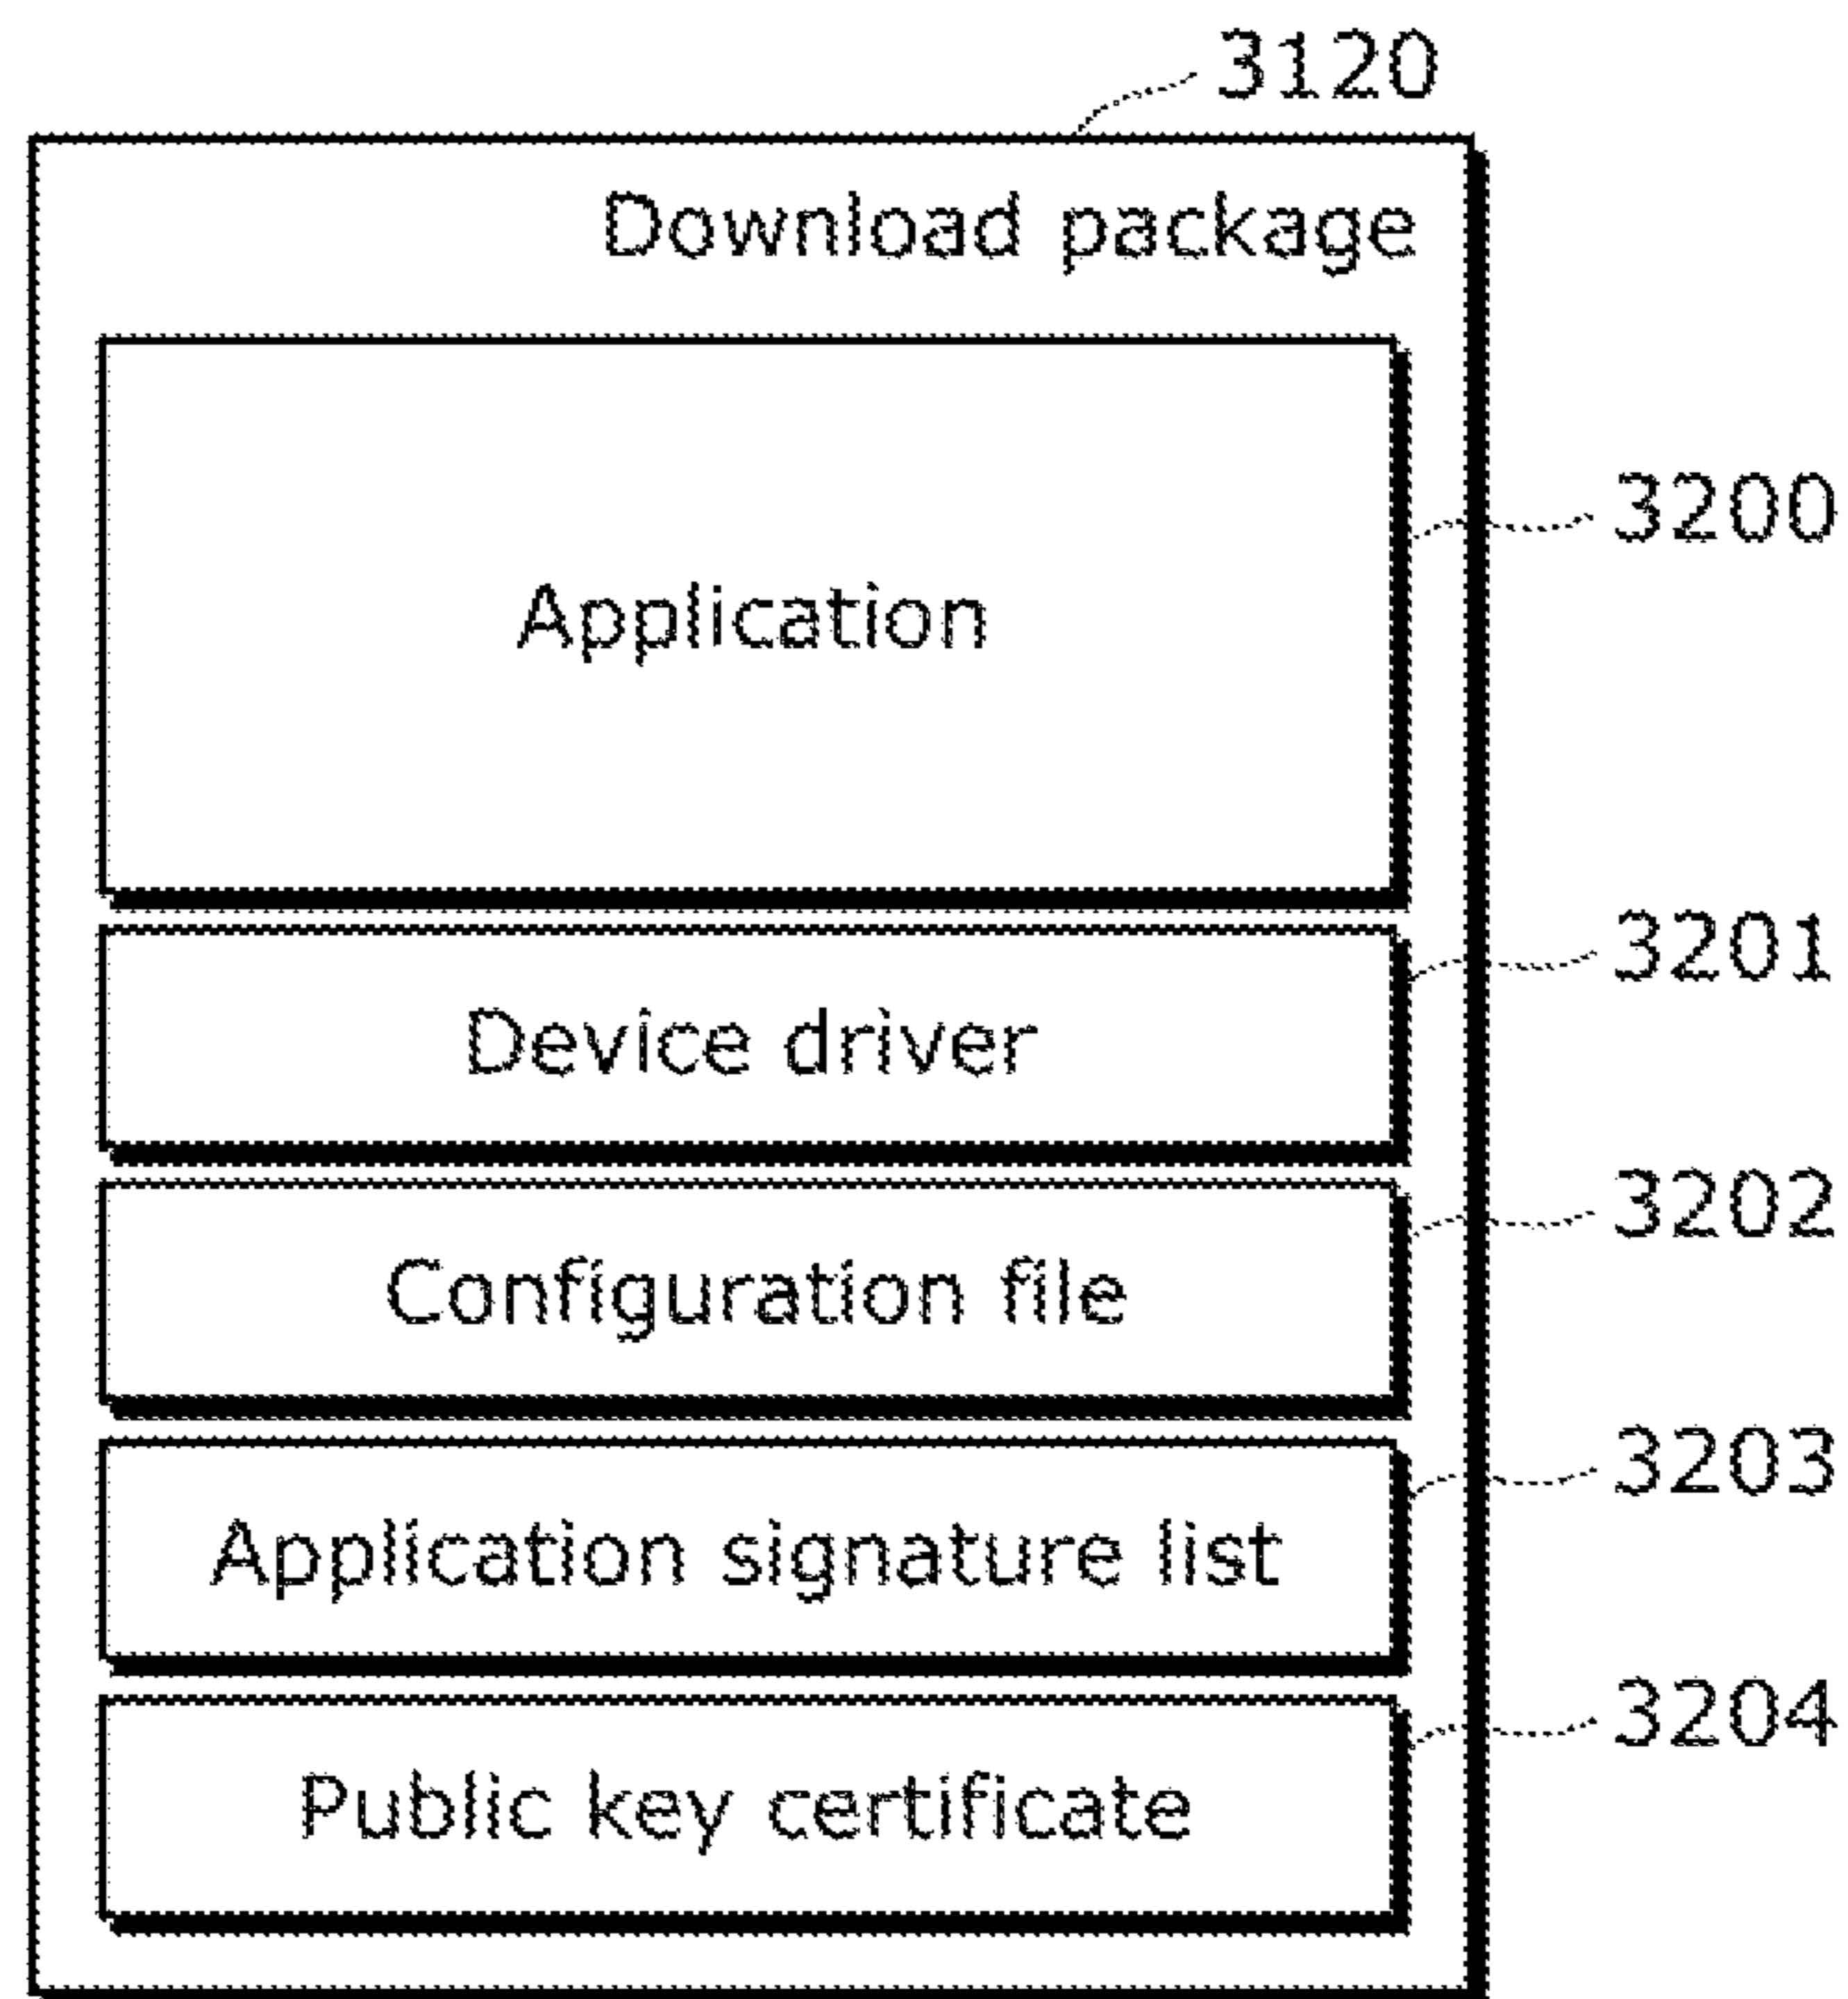 3120
Download package
Application
3200
Device driver
3201
Configuration file
3202
Application signature list
3203
Public key certificate
3204